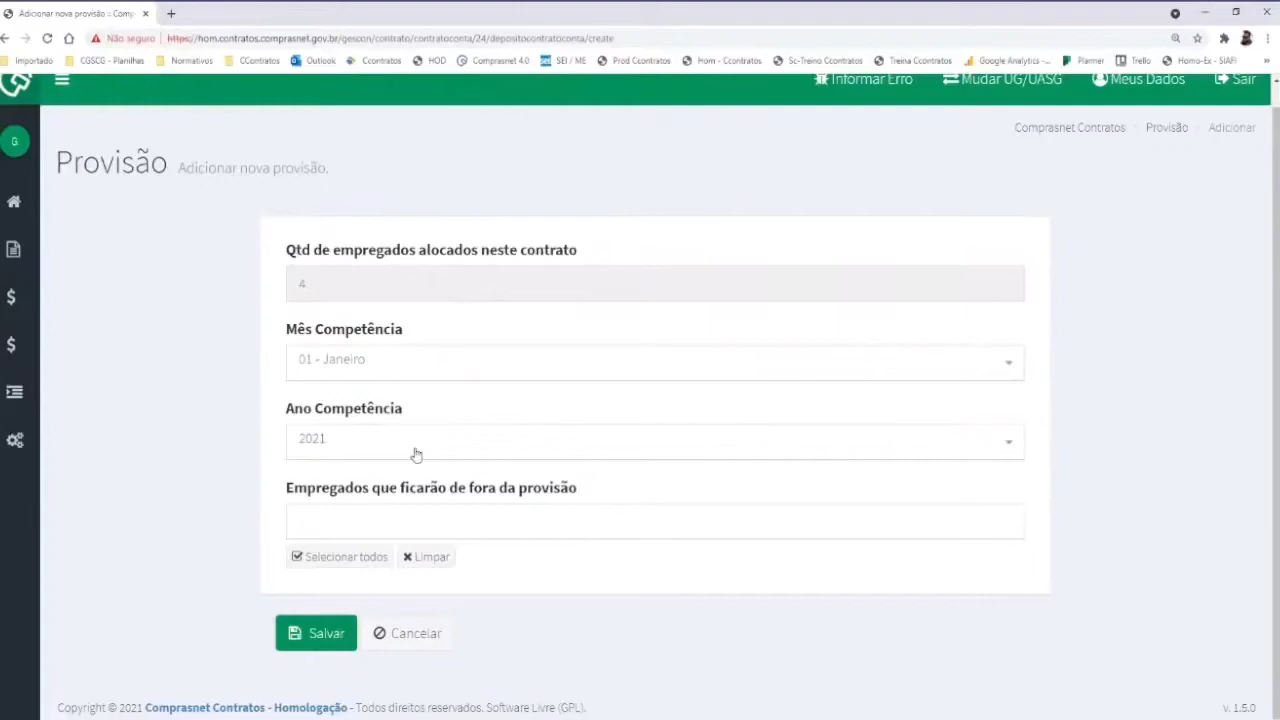 Adicionar nova provisão :: Comp
Não seguro
https://hom.contratos.comprasnet.gov.br/gescon/contrato/contratoconta/24/depositocontratoconta/create
Importado CGSCG - Planilhas Normativos CContratos Outlook Ccontratos HOD Comprasnet 4.0 SEI / ME Prod Ccontratos Hom - Ccontratos Sc-Treino Ccontratos Treina Ccontratos Google Analytics -... Planner Trello Homo-Ex - SIAFI »
Informar Erro Mudar UG/UASG Meus Dados Sair
G
Comprasnet Contratos Provisão Adicionar
Provisão Adicionar nova provisão.
Qtd de empregados alocados neste contrato
4
Mês Competência
01 - Janeiro
Ano Competência
2021
Empregados que ficarão de fora da provisão
Selecionar todos Limpar
Salvar Cancelar
Copyright © 2021 Comprasnet Contratos - Homologação - Todos direitos reservados. Software Livre (GPL).
v. 1.5.0